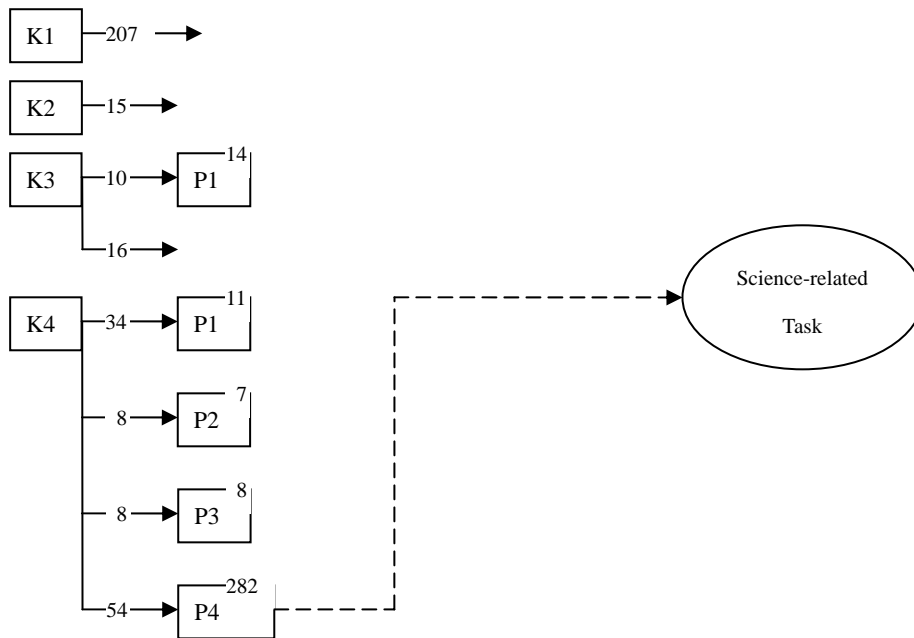 K1 207
K2 15
K3 10 P1 14
16
K4 34 P1 11
8 P2 7
8 P3 8
54 P4 282
Science-related
Task